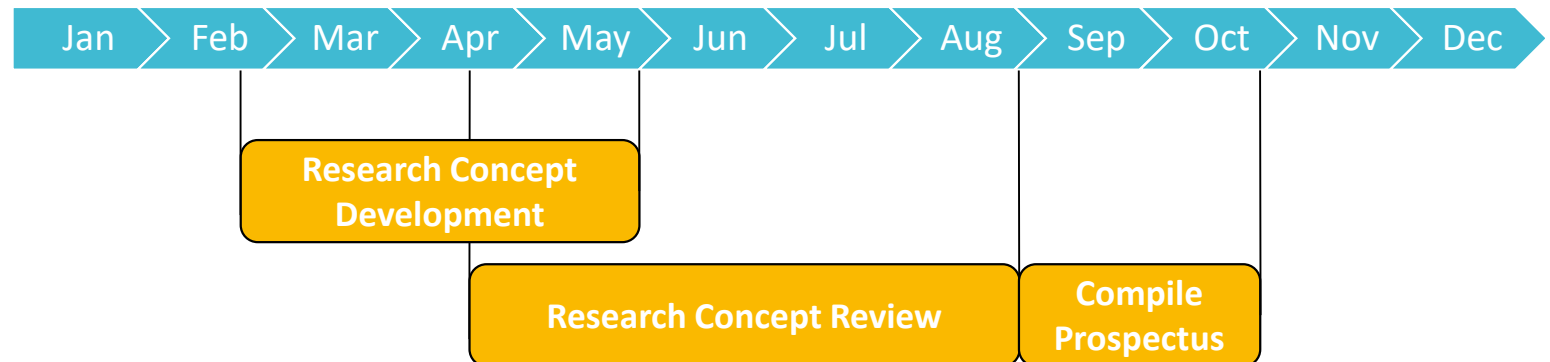 Jan Feb Mar Apr May Jun Jul Aug Sep Oct Nov Dec
Research Concept
Development
Research Concept Review
Compile
Prospectus